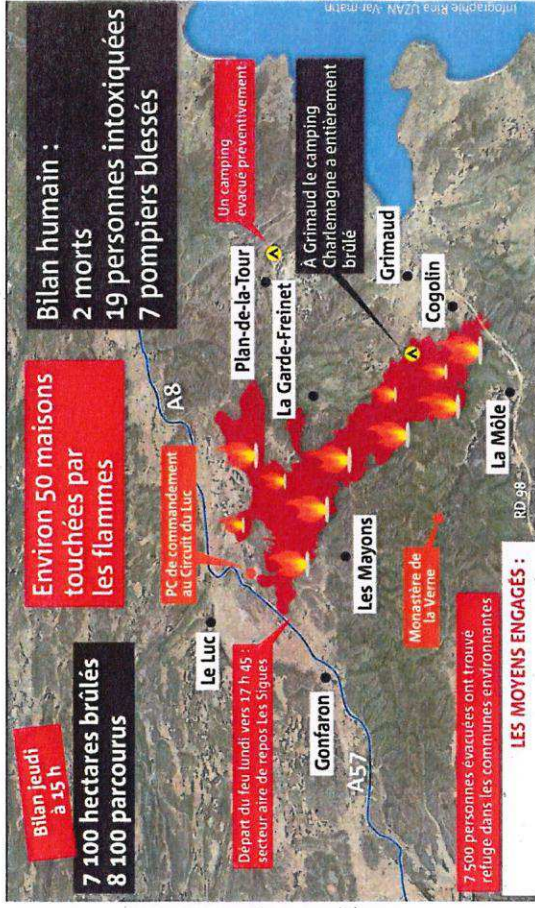 Bilan jeudi
à 15 h
7 100 hectares brûlés
8 100 parcourus
Environ 50 maisons
touchées par
les flammes
Bilan humain :
2 morts
19 personnes intoxiquées
7 pompiers blessés
A8
PC de commandement
au Circuit du Luc
Le Luc
Départ du feu lundi vers 17 h 45 :
secteur aire de repos Les Sigues
Gonfaron
A57
Plan-de-la-Tour
Un camping
évacué préventivement
La Garde-Freinet
À Grimaud le camping
Charlemagne a entièrement
brûlé
Grimaud
Cogolin
Les Mayons
Monastère de
la Verne
La Môle
RD 98
7 500 personnes évacuées ont trouvé
refuge dans les communes environnantes
LES MOYENS ENGAGÉS :
Infographie Rina UZAN -Var-matin